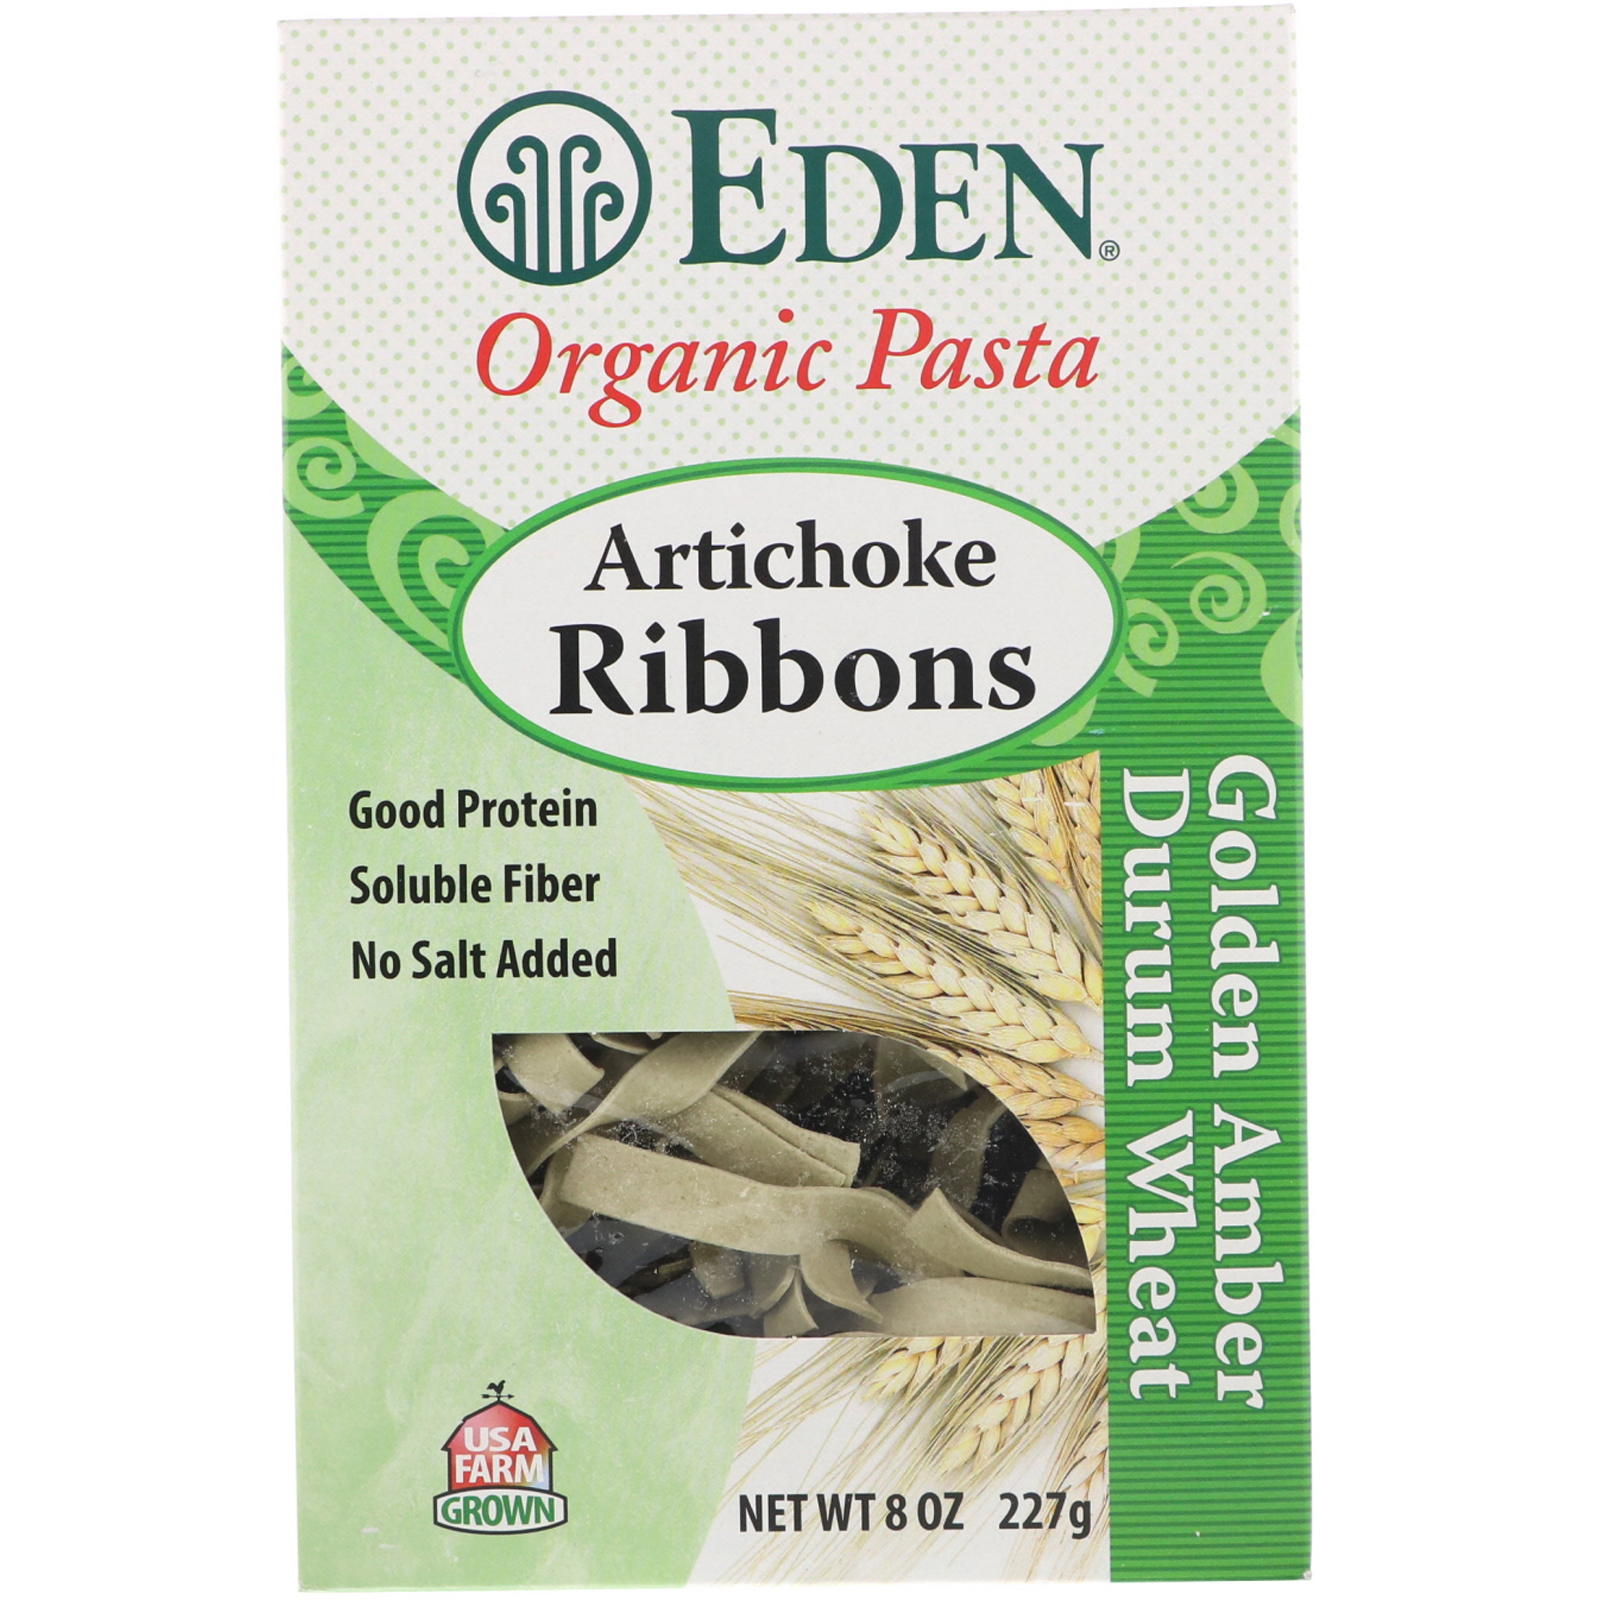 EDEN®
Organic Pasta
Artichoke
Ribbons
Good Protein
Soluble Fiber
No Salt Added
Golden Amber
Durum Wheat
USA
FARM
GROWN
NET WT 8 OZ 227g